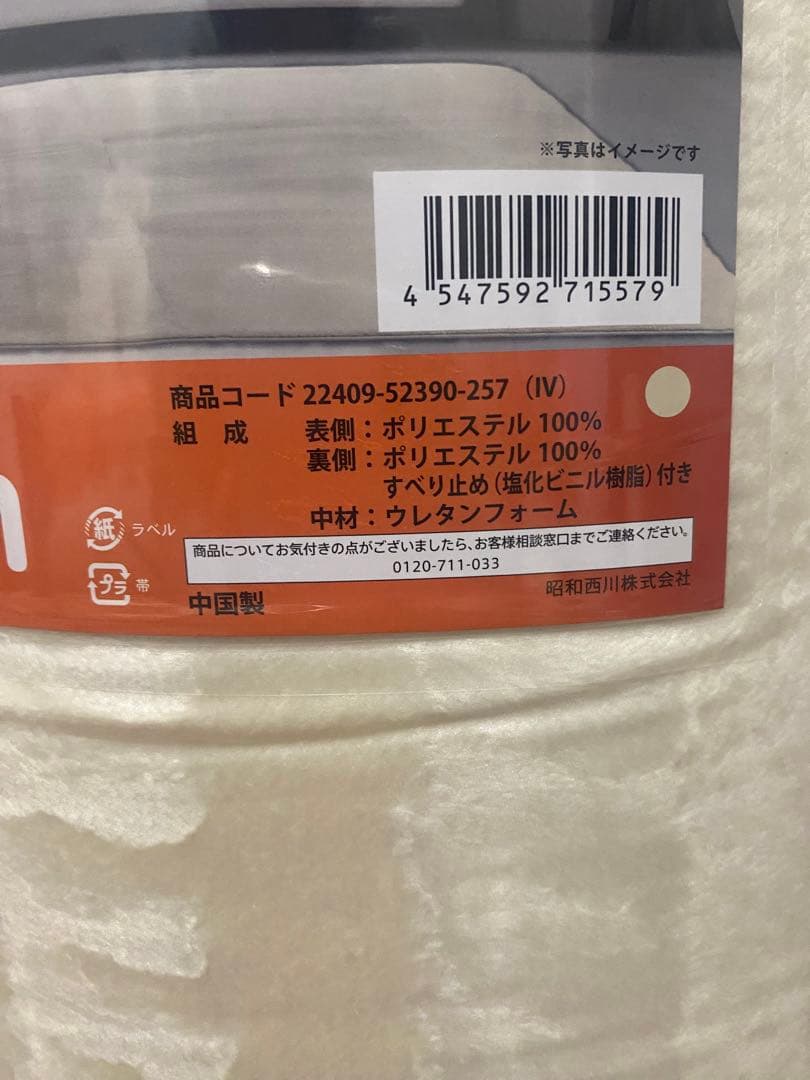 ※写真はイメージです
4 547592 715579
商品コード 22409-52390-257 (IV)
組 成 表側：ポリエステル 100%
裏側：ポリエステル 100%
すべり止め(塩化ビニル樹脂)付き
中材：ウレタンフォーム
紙 ラベル
商品についてお気付きの点がございましたら、お客様相談窓口までご連絡ください。
0120-711-033
プラ 帯
中国製
昭和西川株式会社